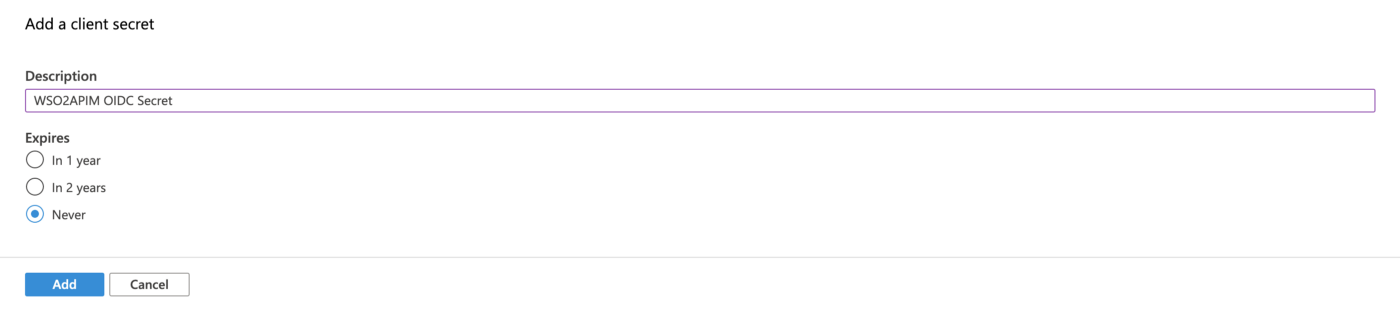 Add a client secret
Description
WSO2APIM OIDC Secret
Expires
In 1 year
In 2 years
Never
Add Cancel